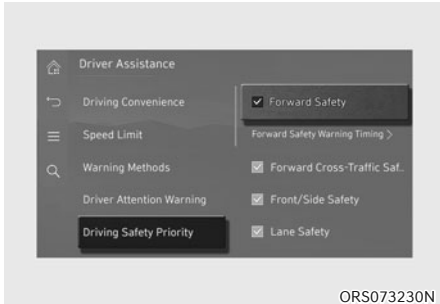 Driver Assistance
Driving Convenience
Speed Limit
Warning Methods
Driver Attention Warning
Driving Safety Priority
Forward Safety
Forward Safety Warning Timing >
Forward Cross-Traffic Saf..
Front/Side Safety
Lane Safety
ORS073230N